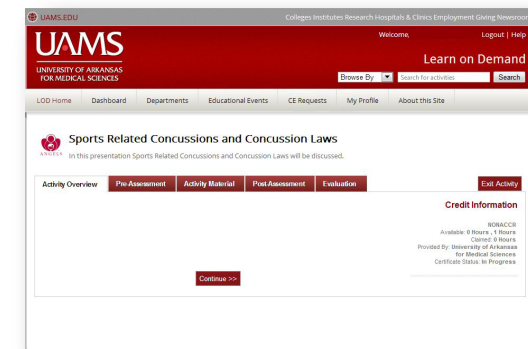 UAMS.EDU
Colleges Institutes Research Hospitals & Clinics Employment Giving Newsroom
UAMS
UNIVERSITY OF ARKANSAS
FOR MEDICAL SCIENCES
Welcome,
Logout | Help
Learn on Demand
Browse By
Search for activities
Search
LOD Home
Dashboard
Departments
Educational Events
CE Requests
My Profile
About this Site
ANGELS
Sports Related Concussions and Concussion Laws
In this presentation Sports Related Concussions and Concussion Laws will be discussed.
Activity Overview
Pre-Assessment
Activity Material
Post-Assessment
Evaluation
Exit Activity
Credit Information
NONACCR
Available: 0 Hours , 1 Hours
Claimed: 0 Hours
Provided By: University of Arkansas
for Medical Sciences
Certificate Status: In Progress
Continue >>